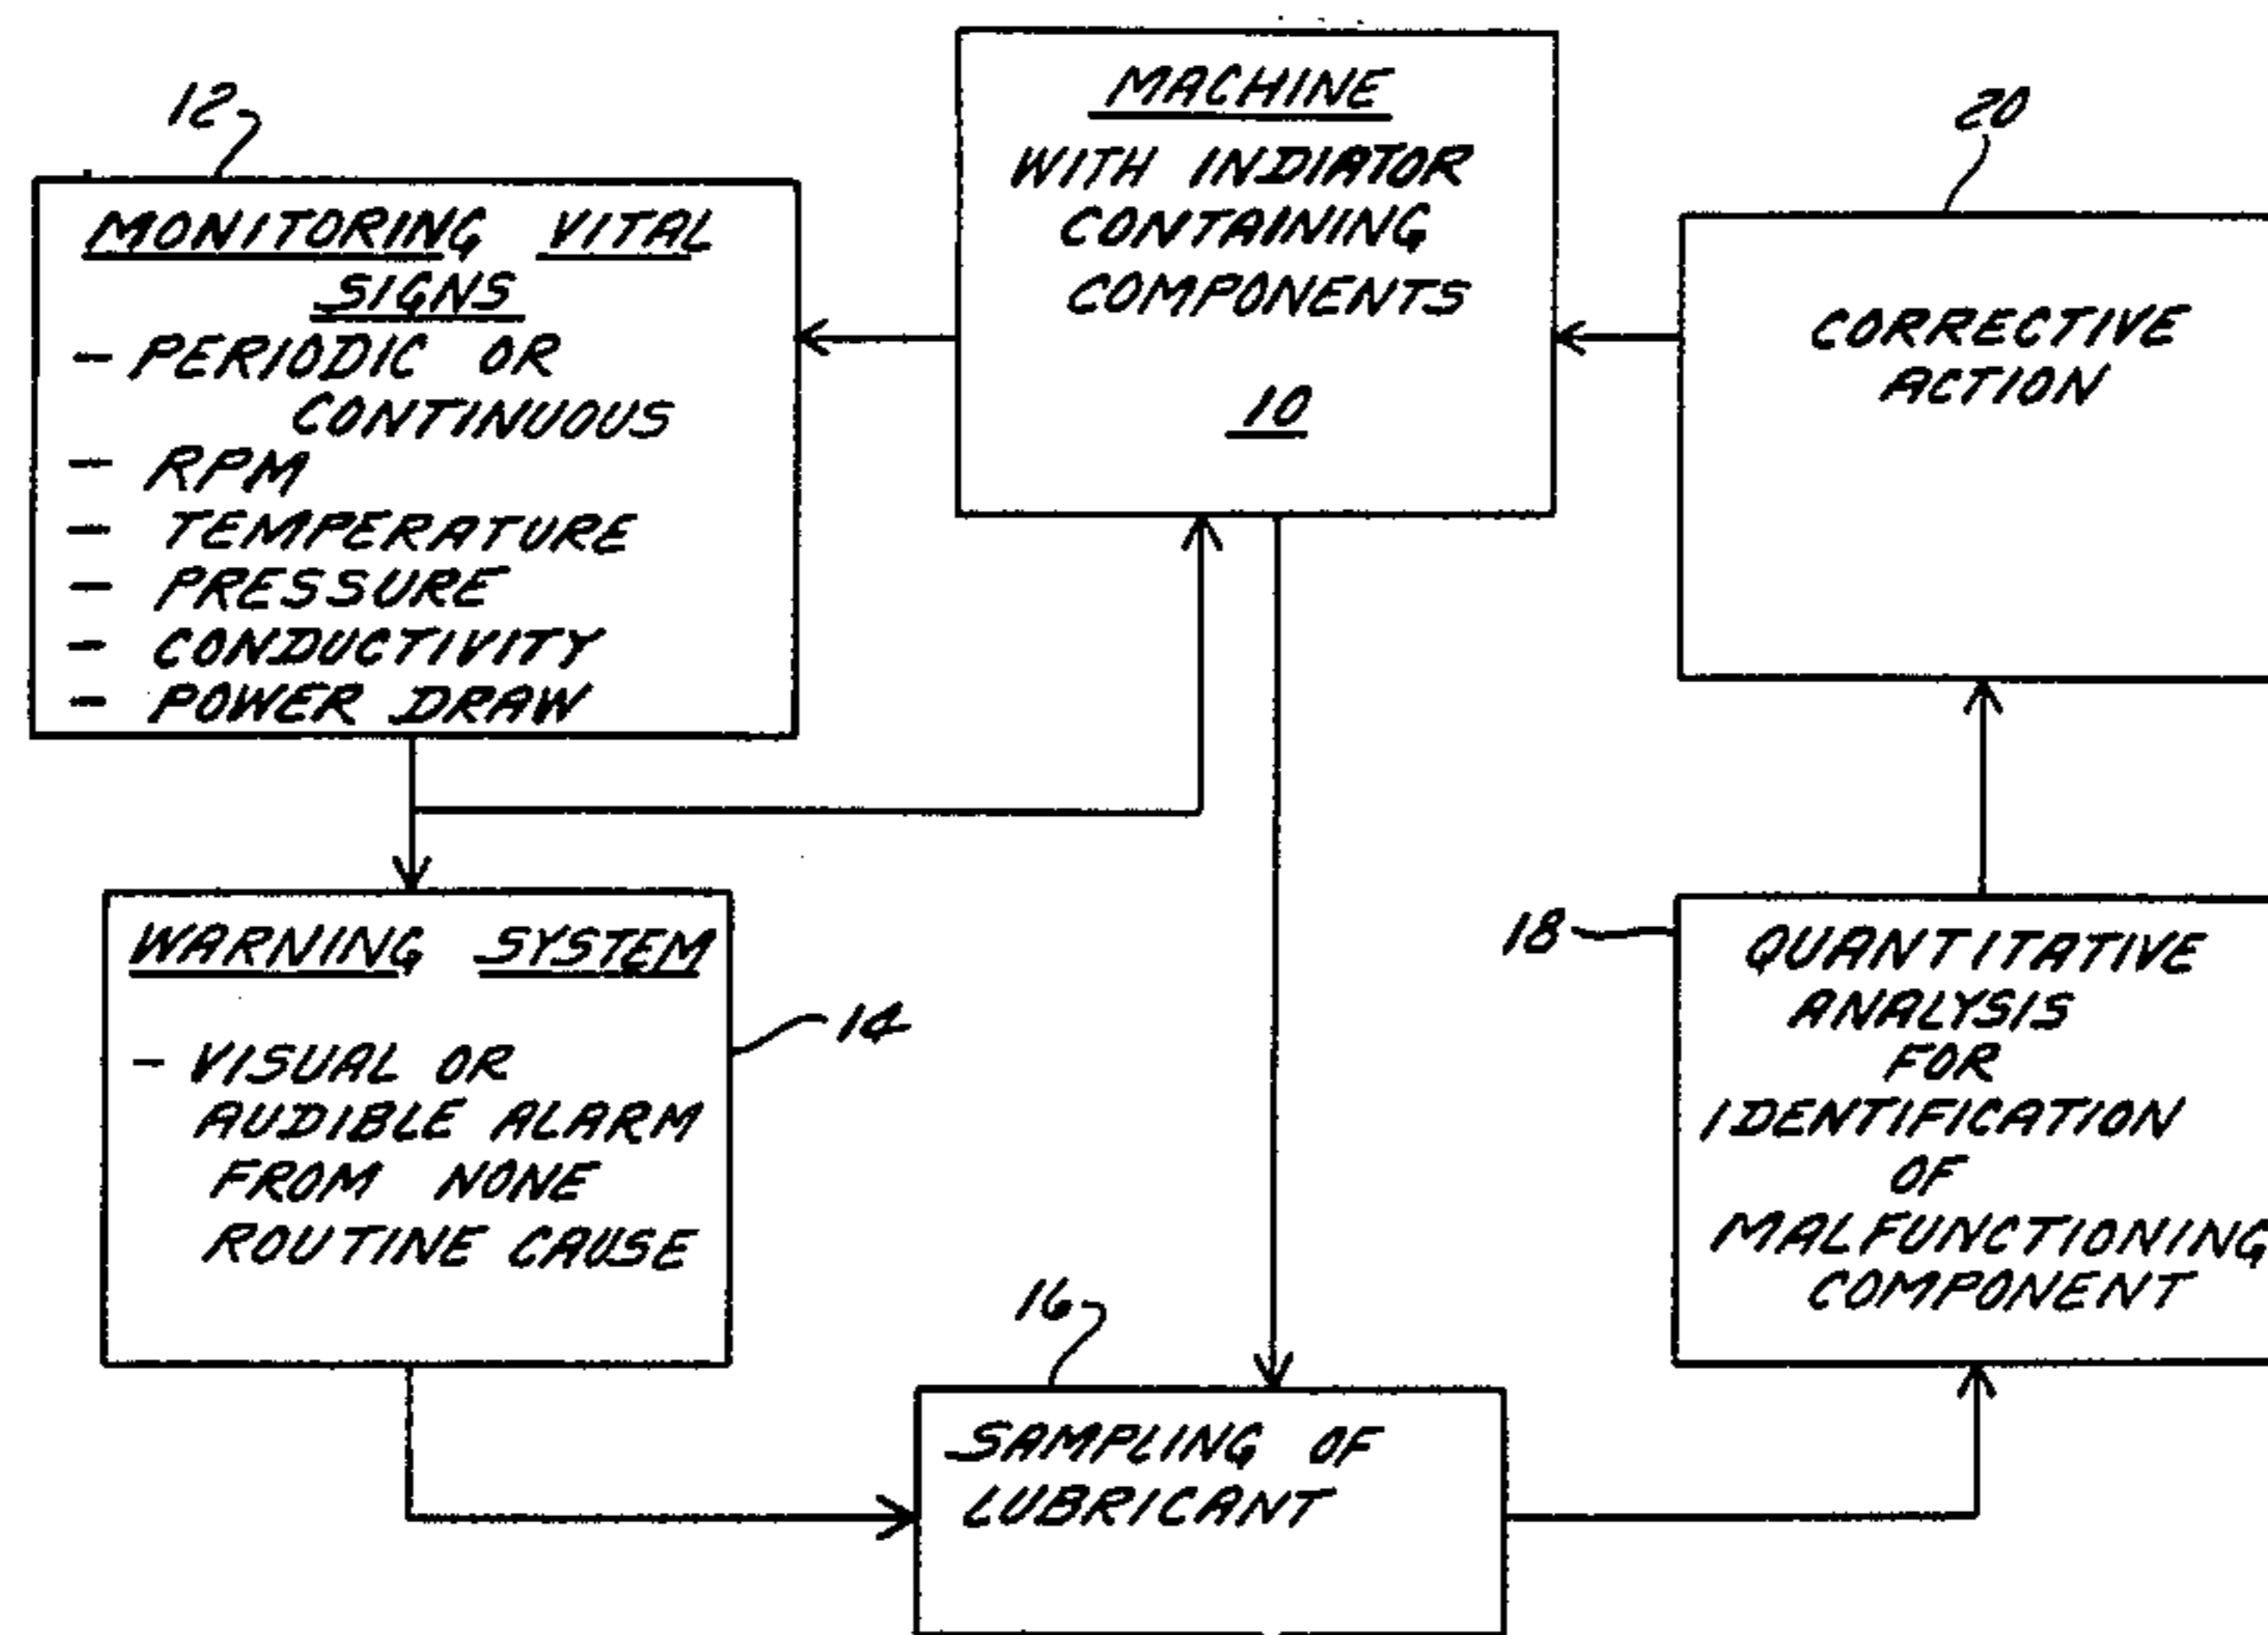 12
MONITORING VITAL
SIGNS
- PERIODIC OR
CONTINUOUS
- RPM
- TEMPERATURE
- PRESSURE
- CONDUCTIVITY
- POWER DRAW
MACHINE
WITH INDIATOR
CONTAINING
COMPONENTS
10
20
CORRECTIVE
ACTION
WARNING SYSTEM
- VISUAL OR
AUDIBLE ALARM
FROM NONE
ROUTINE CAUSE
14
16
SAMPLING OF
LUBRICANT
18
QUANTITATIVE
ANALYSIS
FOR
IDENTIFICATION
OF
MALFUNCTIONING
COMPONENT